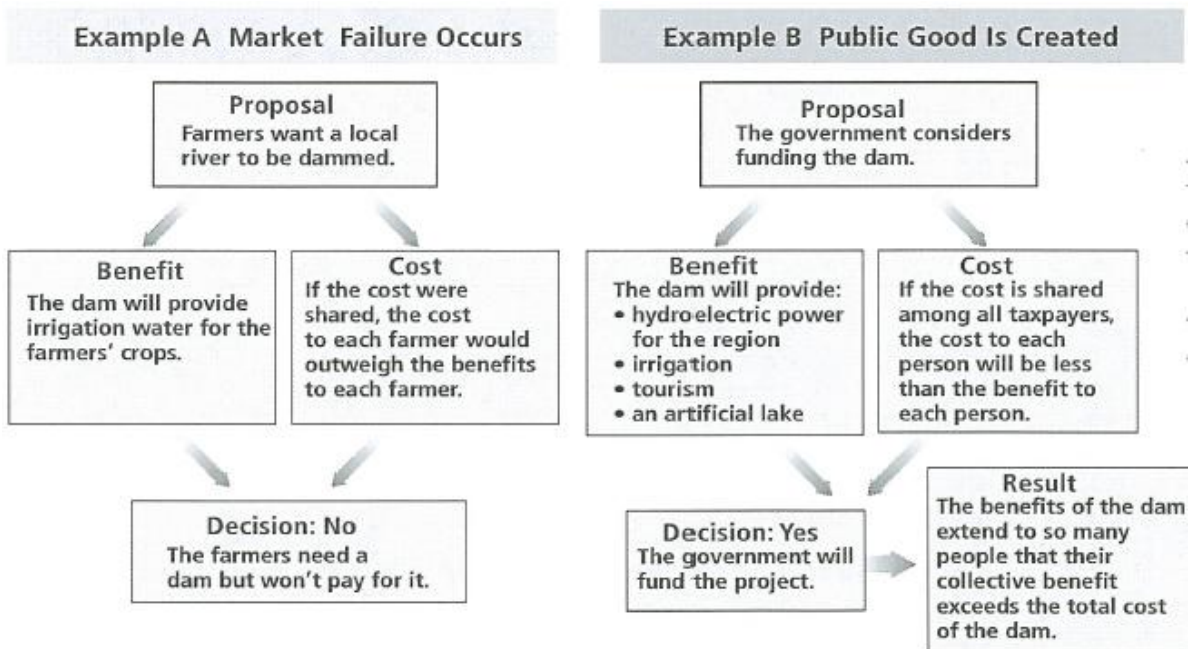 Example A Market Failure Occurs
Proposal
Farmers want a local
river to be dammed.
Benefit
The dam will provide
irrigation water for the
farmers' crops.
Cost
If the cost were
shared, the cost
to each farmer would
outweigh the benefits
to each farmer.
Decision: No
The farmers need a
dam but won't pay for it.
Example B Public Good Is Created
Proposal
The government considers
funding the dam.
Benefit
The dam will provide:
• hydro-electric power
for the region
• irrigation
• tourism
• an artificial lake
Cost
If the cost is shared
among all taxpayers,
the cost to each
person will be less
than the benefit to
each person.
Decision: Yes
The government will
fund the project.
Result
The benefits of the dam
extend to so many
people that their
collective benefit
exceeds the total cost
of the dam.